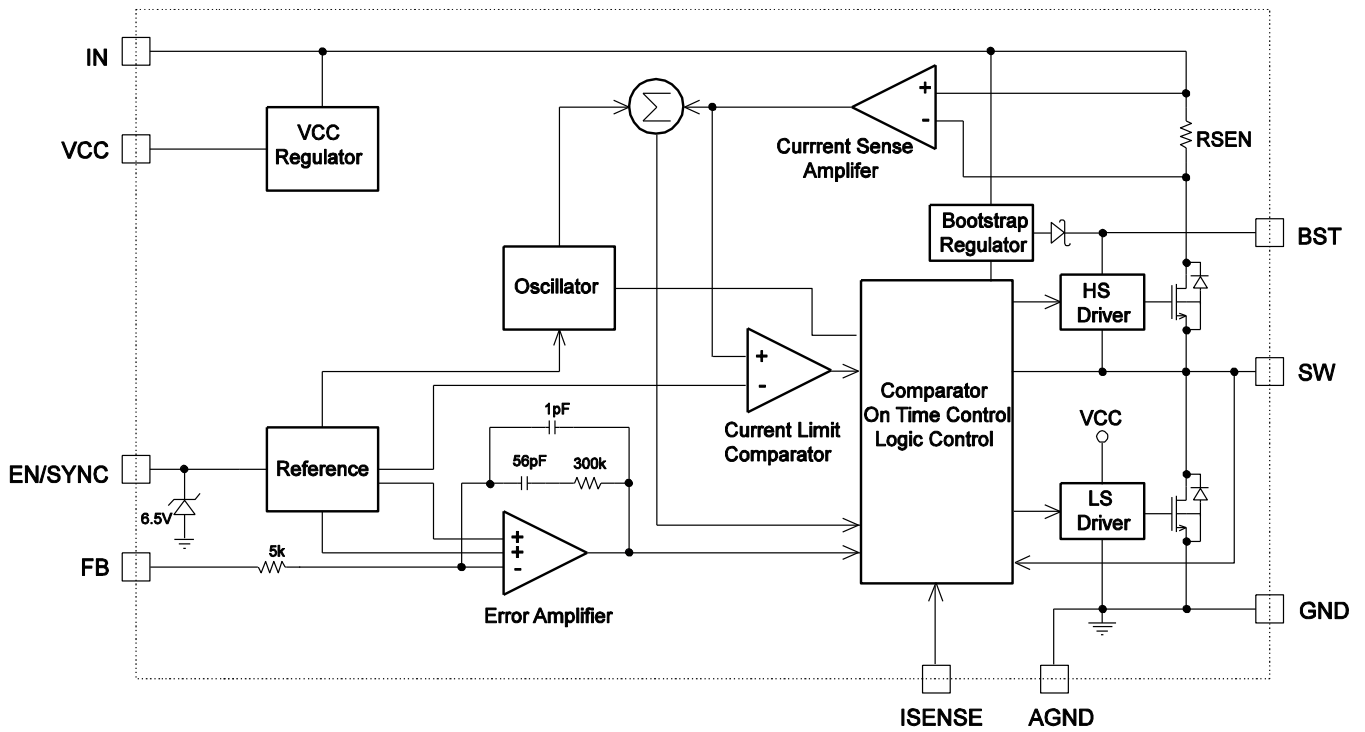 IN
VCC
VCC
Regulator
Σ
+
-
Currrent Sense
Amplifer
RSEN
Bootstrap
Regulator
BST
Oscillator
HS
Driver
+
-
Current Limit
Comparator
Comparator
On Time Control
Logic Control
SW
VCC
1pF
56pF
300k
EN/SYNC
Reference
6.5V
LS
Driver
FB
5k
+
+
-
Error Amplifier
GND
ISENSE
AGND